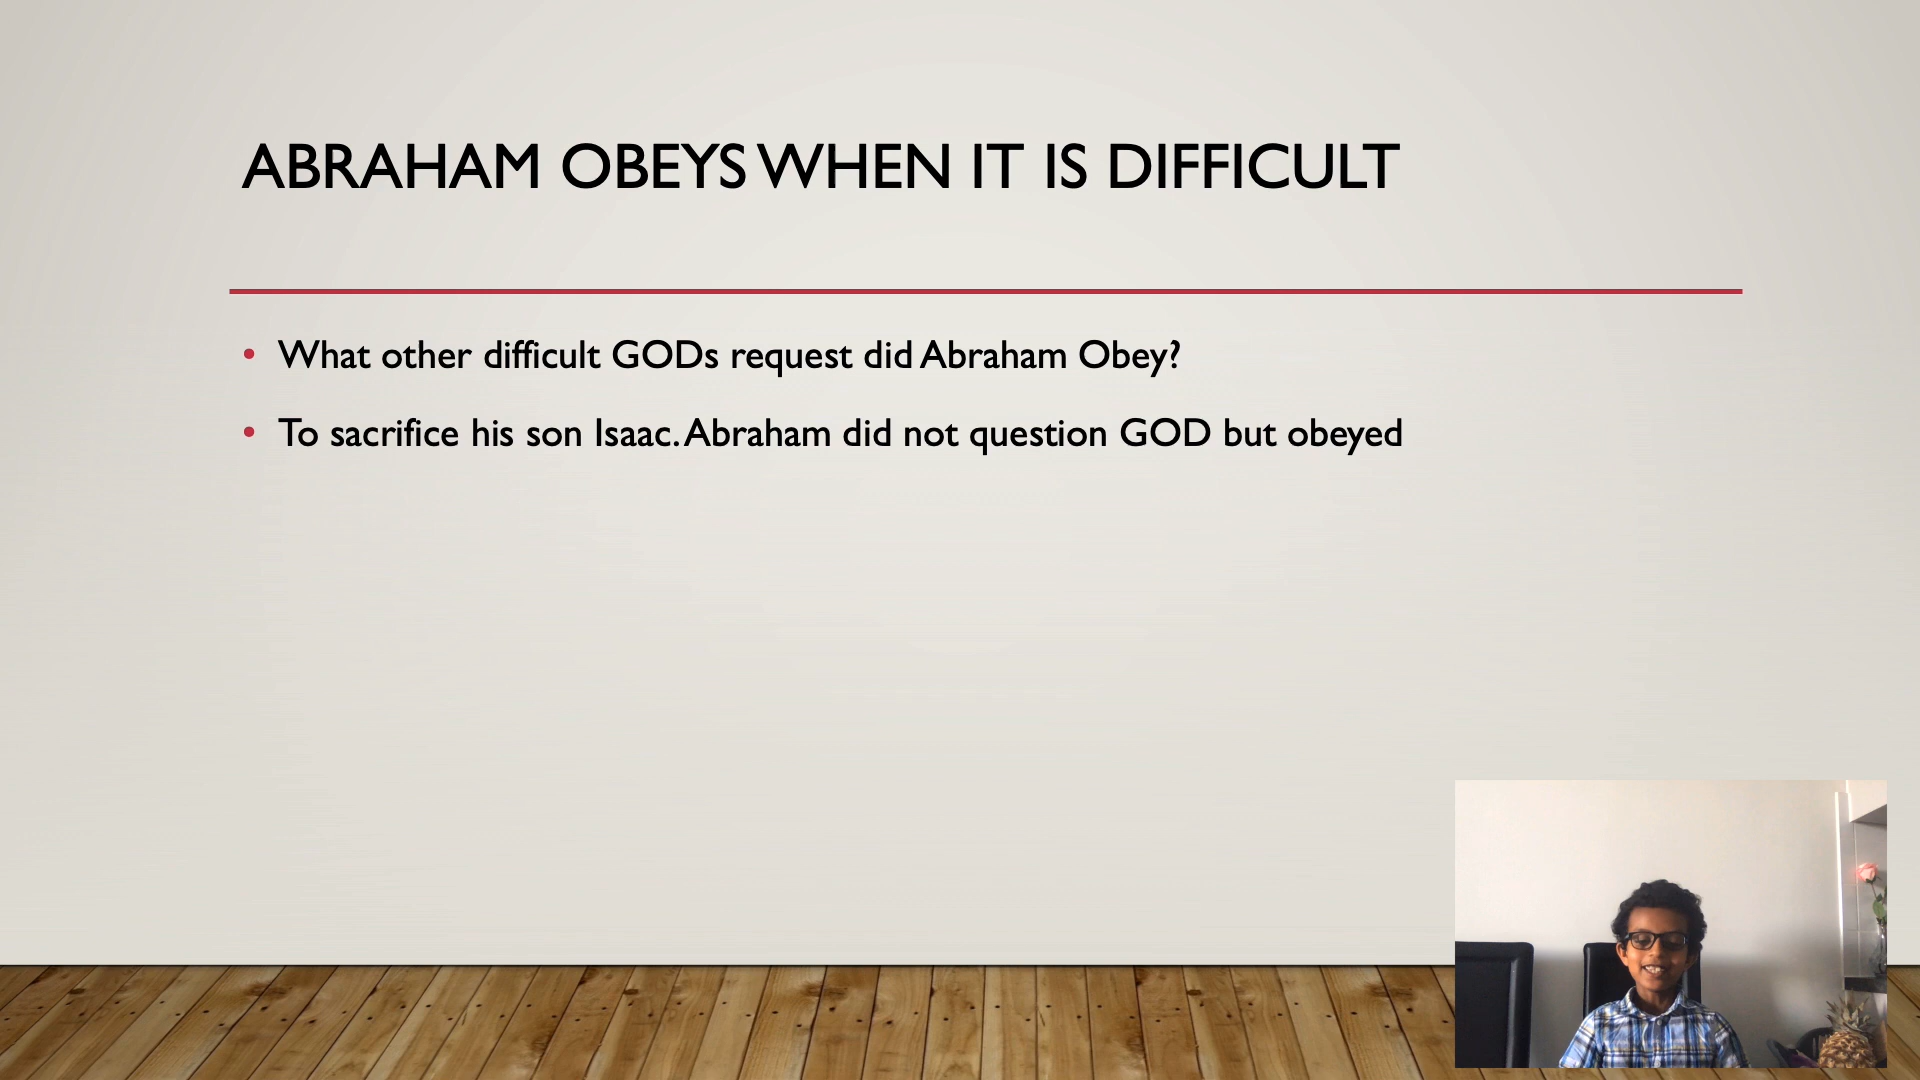 ABRAHAM OBEYS WHEN IT IS DIFFICULT
• What other difficult GODs request did Abraham Obey?
• To sacrifice his son Isaac. Abraham did not question GOD but obeyed